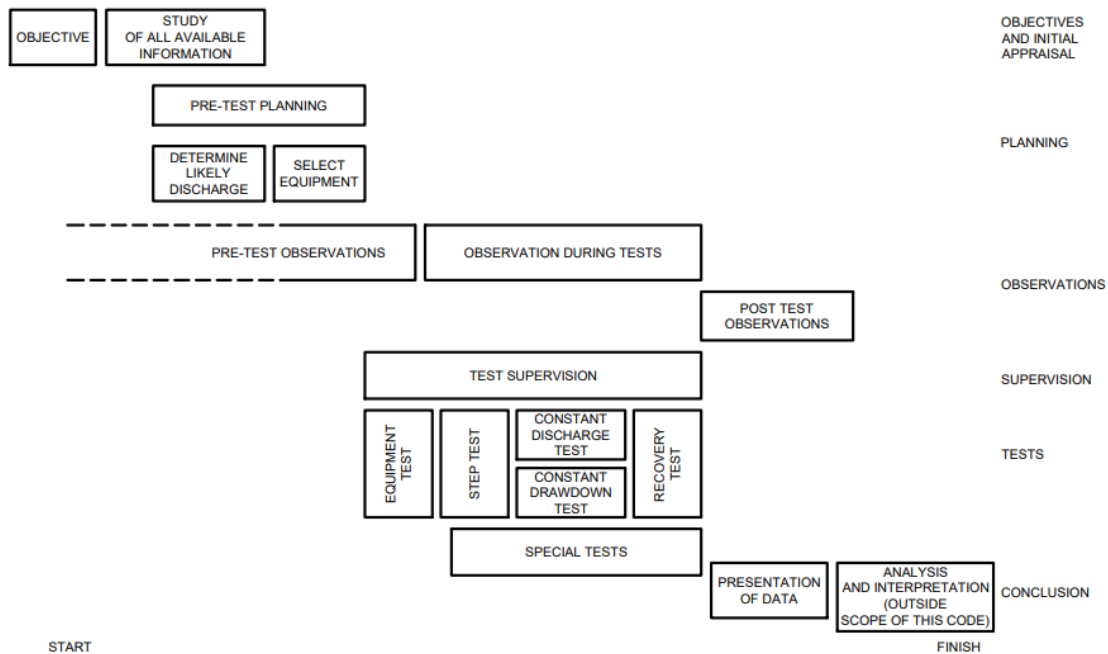 OBJECTIVE
STUDY
OF ALL AVAILABLE
INFORMATION
OBJECTIVES
AND INITIAL
APPRAISAL
PRE-TEST PLANNING
PLANNING
DETERMINE
LIKELY
DISCHARGE
SELECT
EQUIPMENT
PRE-TEST OBSERVATIONS
OBSERVATION DURING TESTS
OBSERVATIONS
POST TEST
OBSERVATIONS
TEST SUPERVISION
SUPERVISION
EQUIPMENT
TEST
STEP TEST
CONSTANT
DISCHARGE
TEST
CONSTANT
DRAWDOWN
TEST
RECOVERY
TEST
TESTS
SPECIAL TESTS
PRESENTATION
OF DATA
ANALYSIS
AND INTERPRETATION
(OUTSIDE
SCOPE OF THIS CODE)
CONCLUSION
START
FINISH